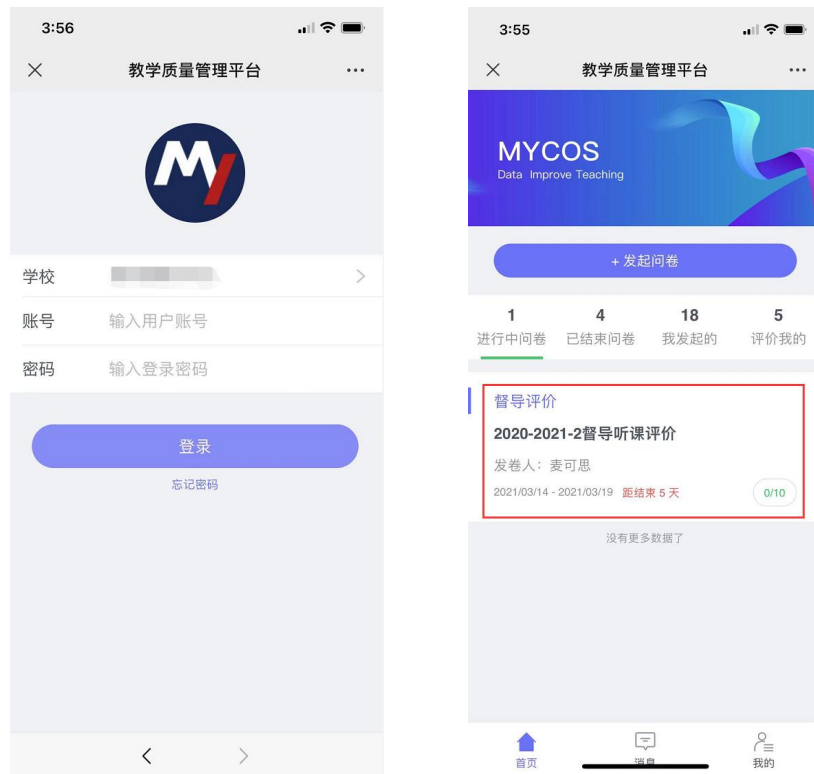 3:56
教学质量管理平台
学校
账号 输入用户账号
密码 输入登录密码
登录
忘记密码
3:55
教学质量管理平台
MYCOS
Data Improve Teaching
+ 发起问卷
1 4 18 5
进行中问卷 已结束问卷 我发起的 评价我的
督导评价
2020-2021-2督导听课评价
发卷人：麦可思
2021/03/14 - 2021/03/19 距结束 5 天 0/10
没有更多数据了
首页 消息 我的